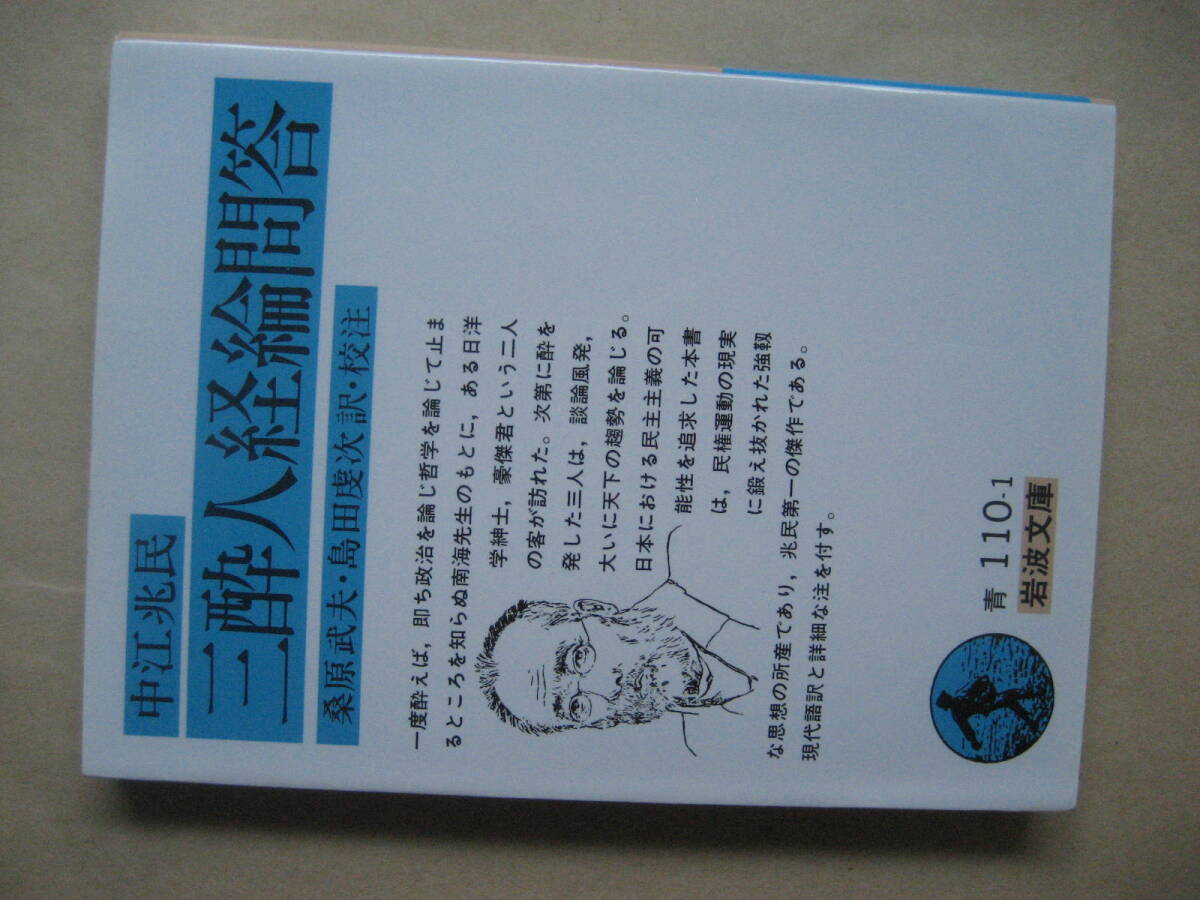 中江兆民
三酔人経綸問答
桑原武夫・島田虔次 訳・校注
一度酔えば，即ち政治を論じ哲学を論じて止ま
るところを知らぬ南海先生のもとに，ある日洋
学紳士，豪傑君という二人
の客が訪れた。次第に酔を
発した三人は，談論風発，
大いに天下の趨勢を論じる。
日本における民主主義の可
能性を追求した本書
は，民権運動の現実
に鍛え抜かれた強靱
な思想の所産であり，兆民第一の傑作である。
現代語訳と詳細な注を付す。
青 110-1
岩波文庫